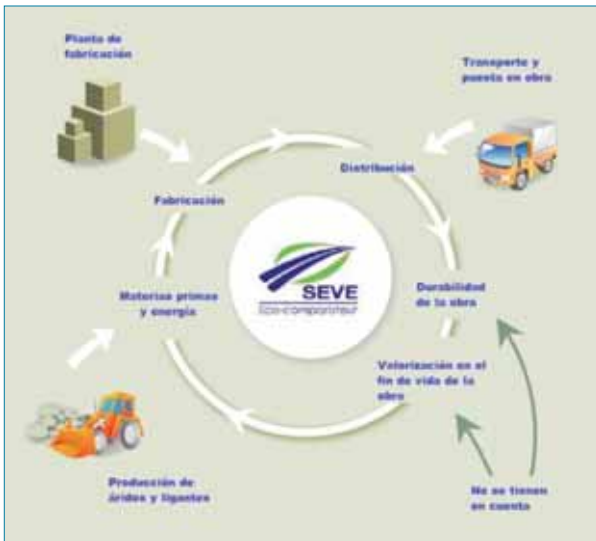 Planta de
fabricación
Transporte y
puesta en obra
Distribución
Fabricación
SEVE
Eco-comparateur
Materias primas
y energía
Durabilidad
de la obra
Valorización en el
fin de vida de la
obra
Producción de
áridos y ligantes
No se tienen
en cuenta